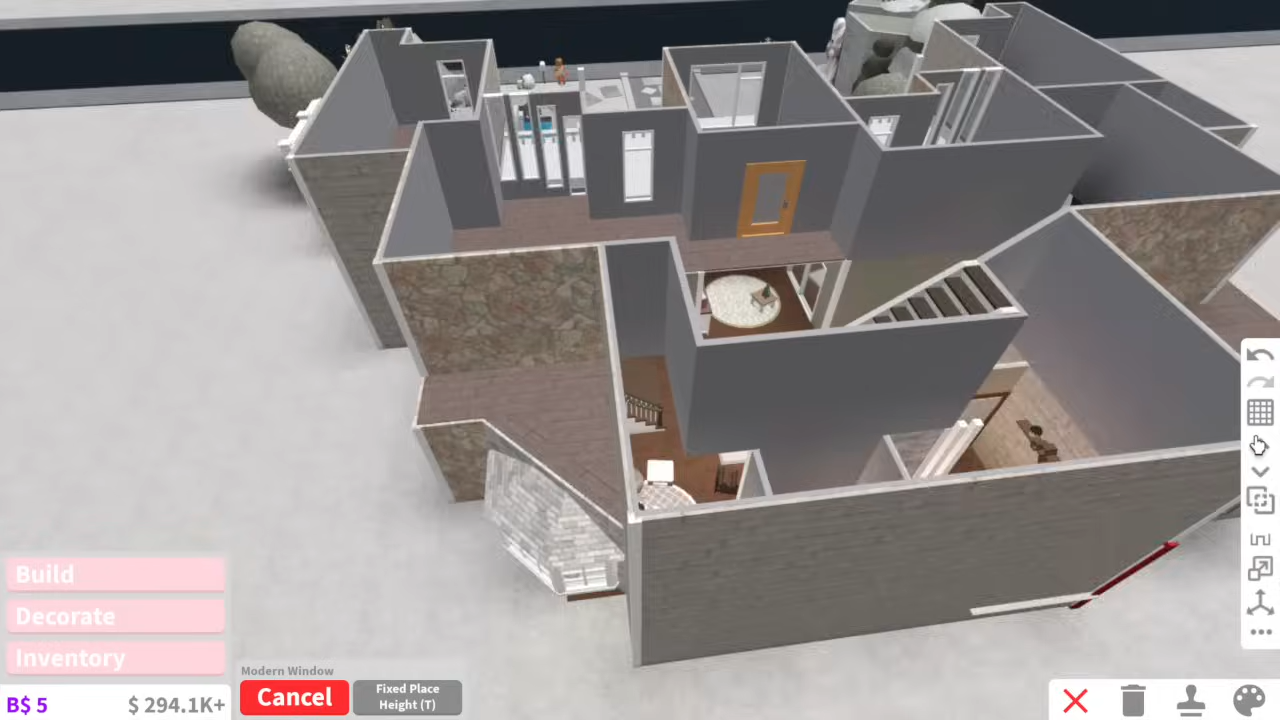 Build
Decorate
Inventory
B$ 5
$ 294.1K+
Modern Window
Cancel
Fixed Place
Height (T)